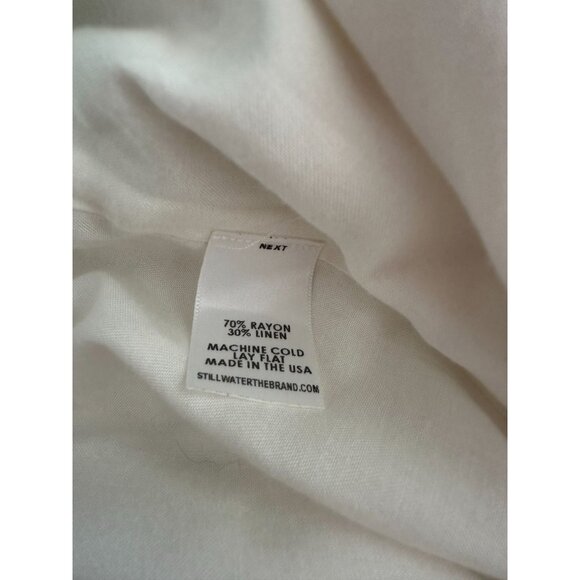 NEXT
70% RAYON
30% LINEN
MACHINE COLD
LAY FLAT
MADE IN THE USA
STILLWATERTHEBRAND.COM